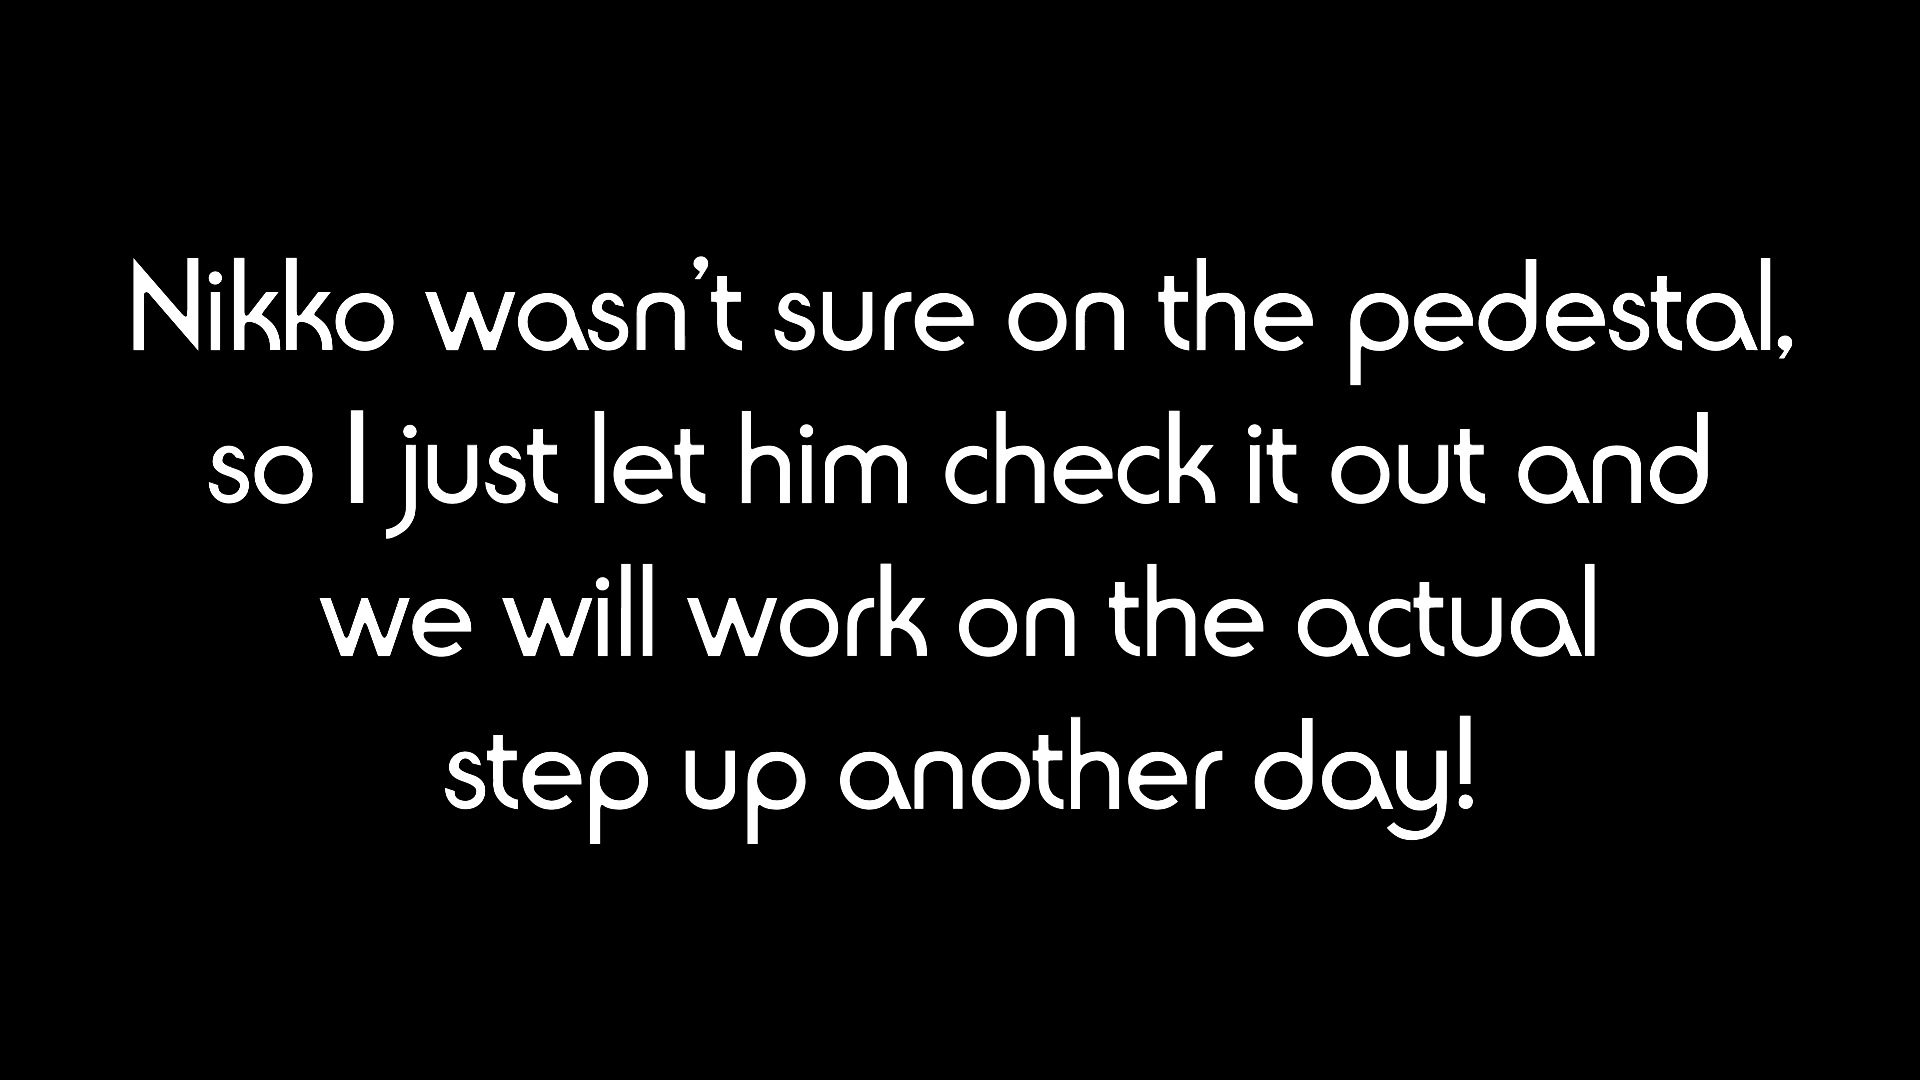 Nikko wasn't sure on the pedestal,
so I just let him check it out and
we will work on the actual
step up another day!